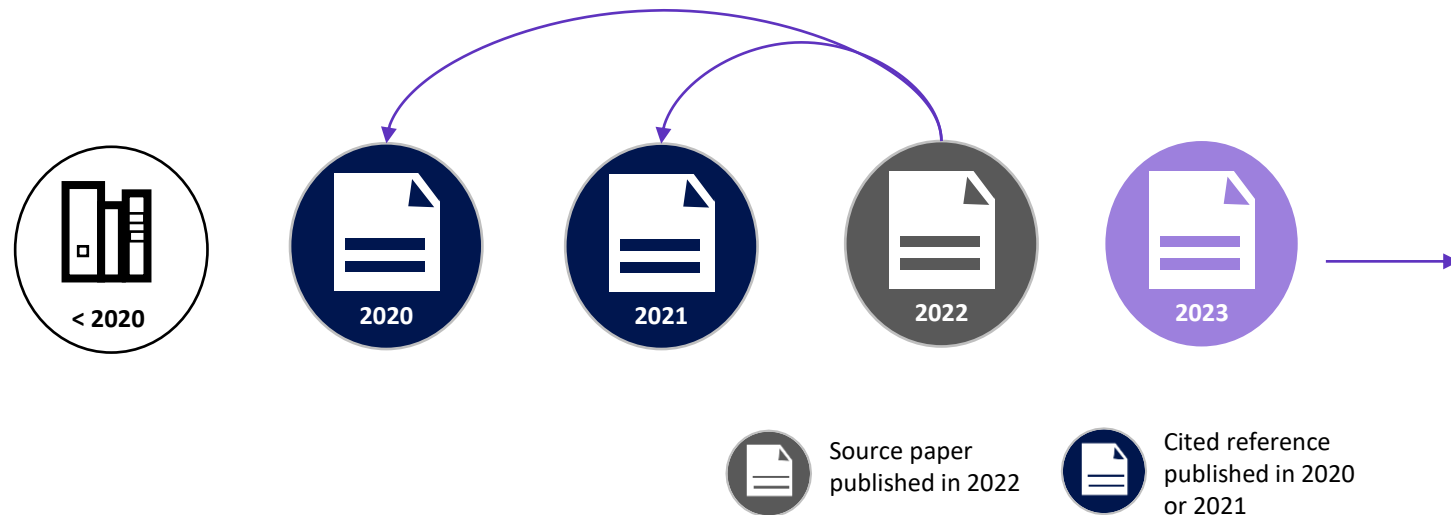 < 2020
2020
2021
2022
2023
Source paper
published in 2022
Cited reference
published in 2020
or 2021